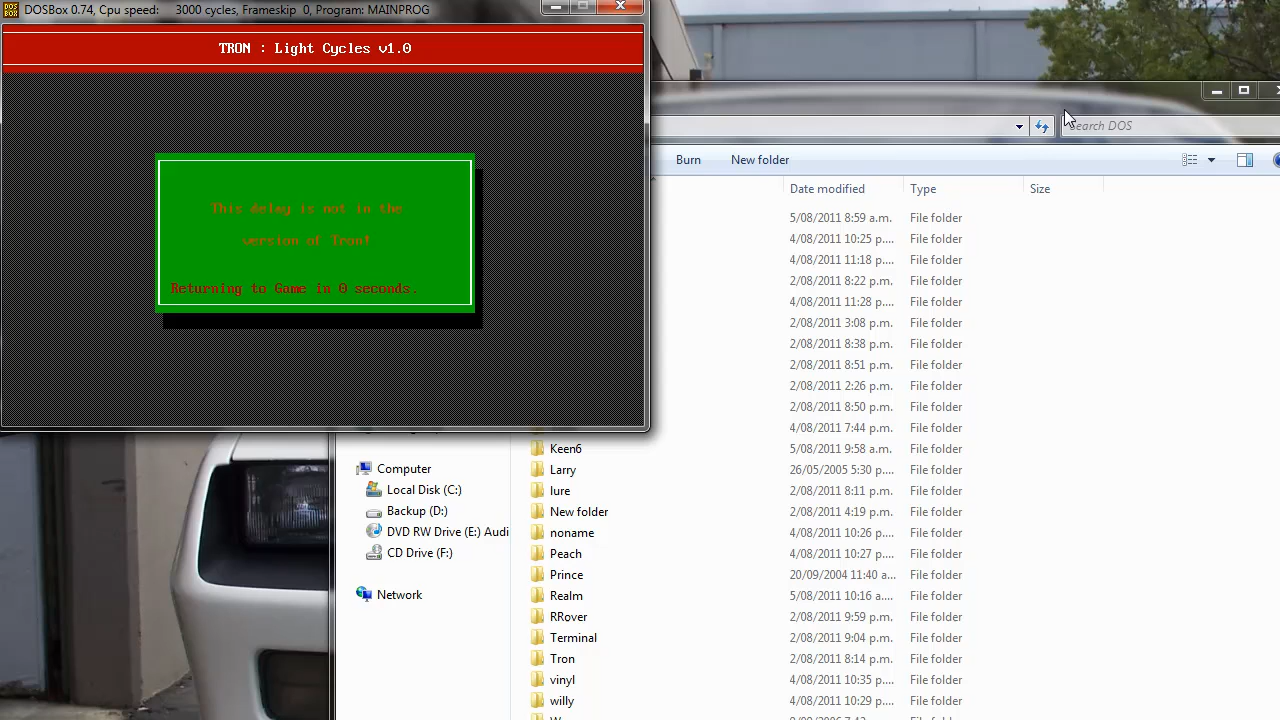 DOSBox 0.74, Cpu speed: 3000 cycles, Frameskip 0, Program: MAINPROG
TRON : Light Cycles v1.0
This delay is not in the
version of Tron!
Returning to Game in 0 seconds.
Search DOS
Burn New folder
Date modified Type Size
5/08/2011 8:59 a.m. File folder
4/08/2011 10:25 p.... File folder
4/08/2011 11:18 p.... File folder
2/08/2011 8:22 p.m. File folder
4/08/2011 11:28 p.... File folder
2/08/2011 3:08 p.m. File folder
2/08/2011 8:38 p.m. File folder
2/08/2011 8:51 p.m. File folder
2/08/2011 2:26 p.m. File folder
2/08/2011 8:50 p.m. File folder
4/08/2011 7:44 p.m. File folder
Keen6 5/08/2011 9:58 a.m. File folder
Computer Larry 26/05/2005 5:30 p.... File folder
Local Disk (C:) lure 2/08/2011 8:11 p.m. File folder
Backup (D:) New folder 2/08/2011 4:19 p.m. File folder
DVD RW Drive (E:) Audi noname 4/08/2011 10:26 p.... File folder
CD Drive (F:) Peach 4/08/2011 10:27 p.... File folder
Prince 20/09/2004 11:40 a... File folder
Network Realm 5/08/2011 10:16 a.... File folder
RRover 2/08/2011 9:59 p.m. File folder
Terminal 2/08/2011 9:04 p.m. File folder
Tron 2/08/2011 8:14 p.m. File folder
vinyl 4/08/2011 10:35 p.... File folder
willy 4/08/2011 10:29 p.... File folder